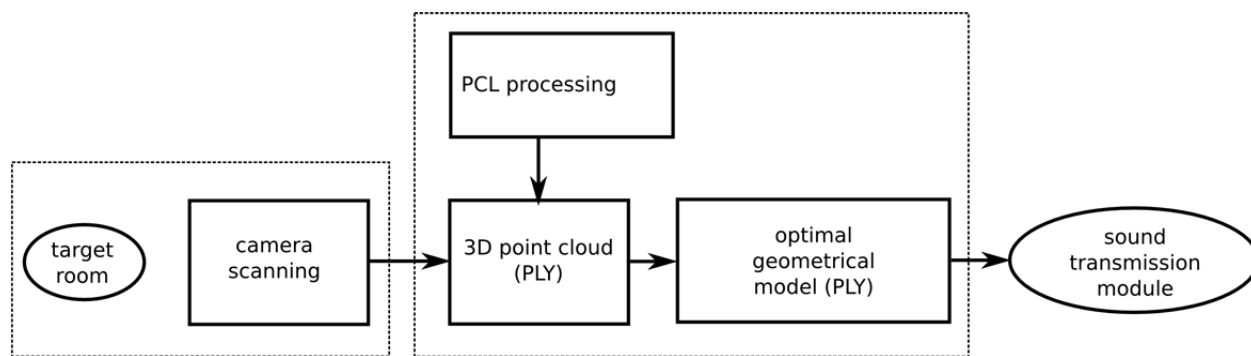 PCL processing
target
room
camera
scanning
3D point cloud
(PLY)
optimal
geometrical
model (PLY)
sound
transmission
module